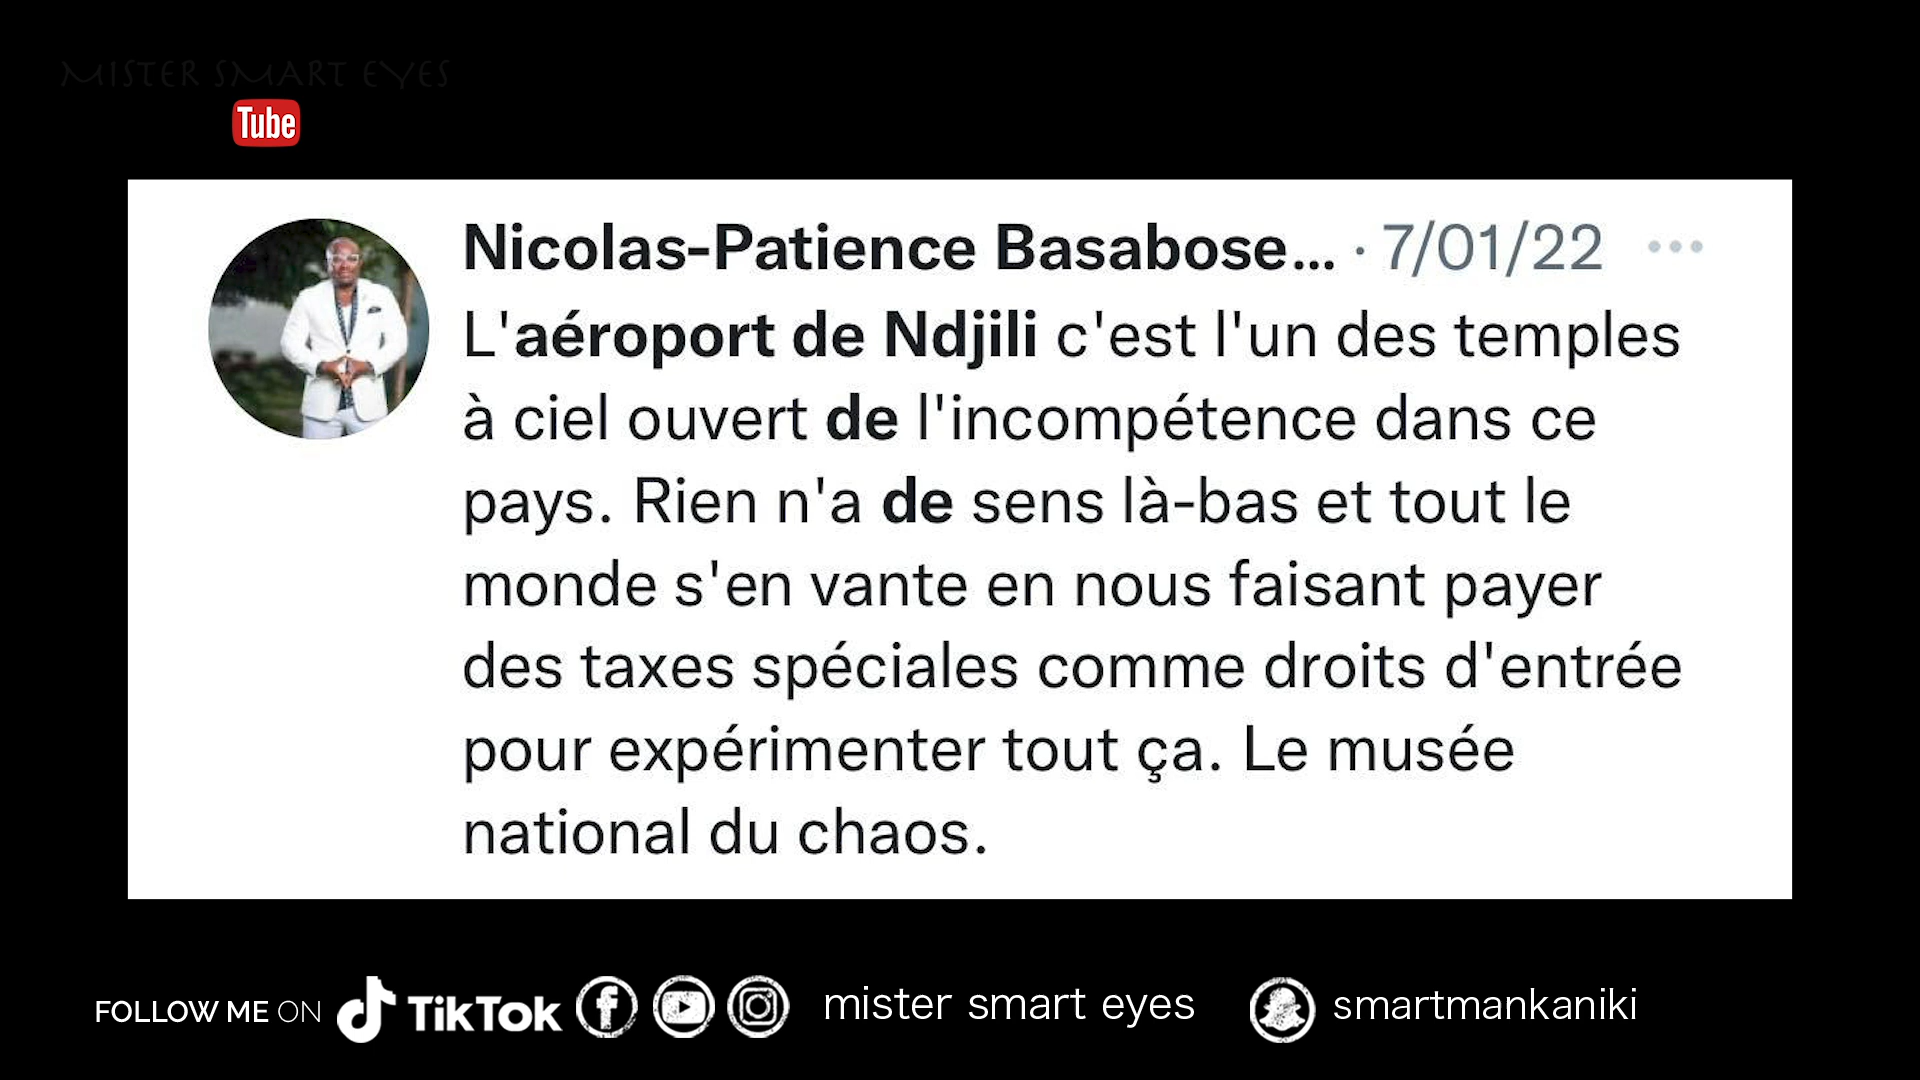 MISTER SMART EYES
Tube
Nicolas-Patience Basabose... · 7/01/22 ...
L'aéroport de Ndjili c'est l'un des temples
à ciel ouvert de l'incompétence dans ce
pays. Rien n'a de sens là-bas et tout le
monde s'en vante en nous faisant payer
des taxes spéciales comme droits d'entrée
pour expérimenter tout ça. Le musée
national du chaos.
FOLLOW ME ON TikTok mister smart eyes smartmankaniki